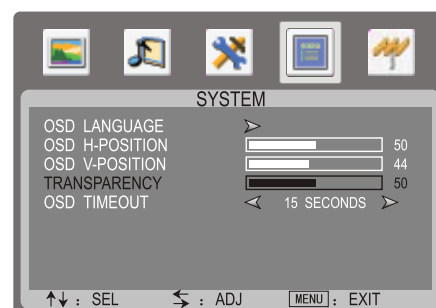 SYSTEM
OSD LANGUAGE
OSD H-POSITION 50
OSD V-POSITION 44
TRANSPARENCY 50
OSD TIMEOUT 15 SECONDS
: SEL : ADJ MENU : EXIT